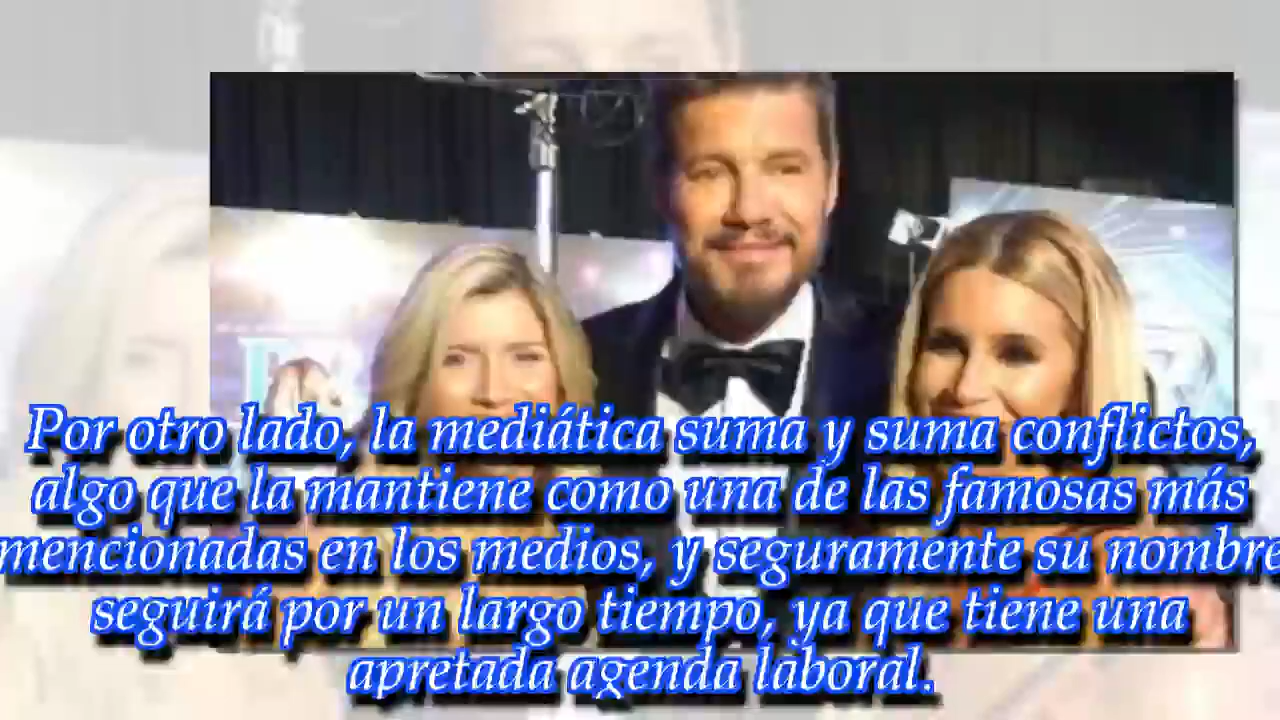 Por otro lado, la mediática suma y suma conflictos,
algo que la mantiene como una de las famosas más
mencionadas en los medios, y seguramente su nombre
seguirá por un largo tiempo, ya que tiene una
apretada agenda laboral.